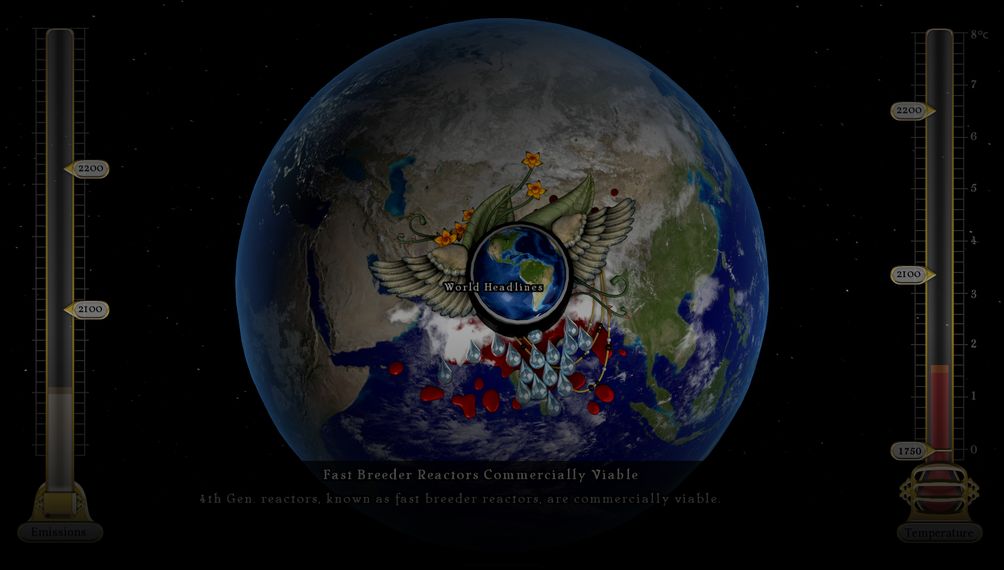 8°C
7
2200
6
2200
5
4
2100
3
World Headlines
2100
2
1
1750
0
Fast Breeder Reactors Commercially Viable
4th Gen. reactors, known as fast breeder reactors, are commercially viable.
Emissions
Temperature